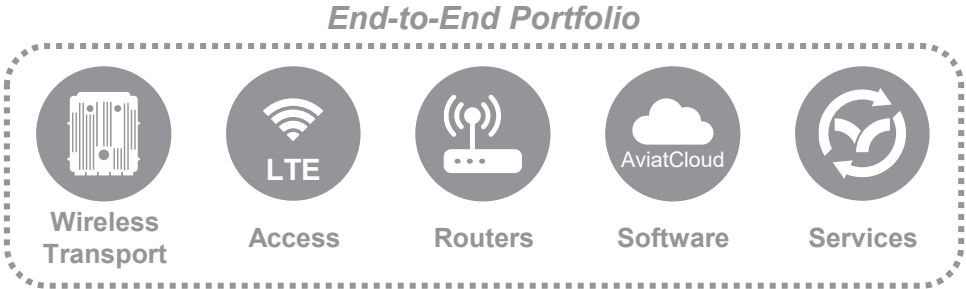 End-to-End Portfolio
LTE
AviatCloud
Wireless
Transport
Access
Routers
Software
Services